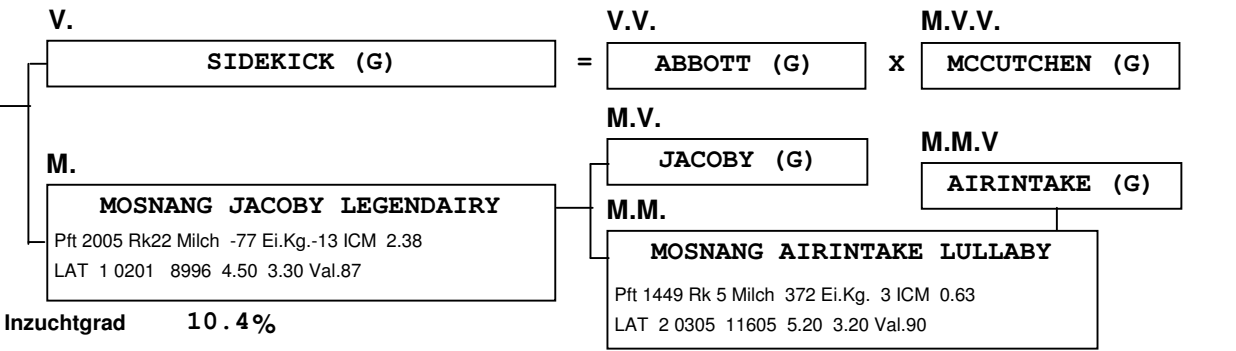 V.
SIDEKICK (G)
=
V.V.
ABBOTT (G)
X
M.V.V.
MCCUTCHEN (G)
M.V.
JACOBY (G)
M.M.V
AIRINTAKE (G)
M.
MOSNANG JACOBY LEGENDAIRY
Pft 2005 Rk22 Milch -77 Ei.Kg.-13 ICM 2.38
LAT 1 0201 8996 4.50 3.30 Val.87
M.M.
MOSNANG AIRINTAKE LULLABY
Pft 1449 Rk 5 Milch 372 Ei.Kg. 3 ICM 0.63
LAT 2 0305 11605 5.20 3.20 Val.90
Inzuchtgrad 10.4%